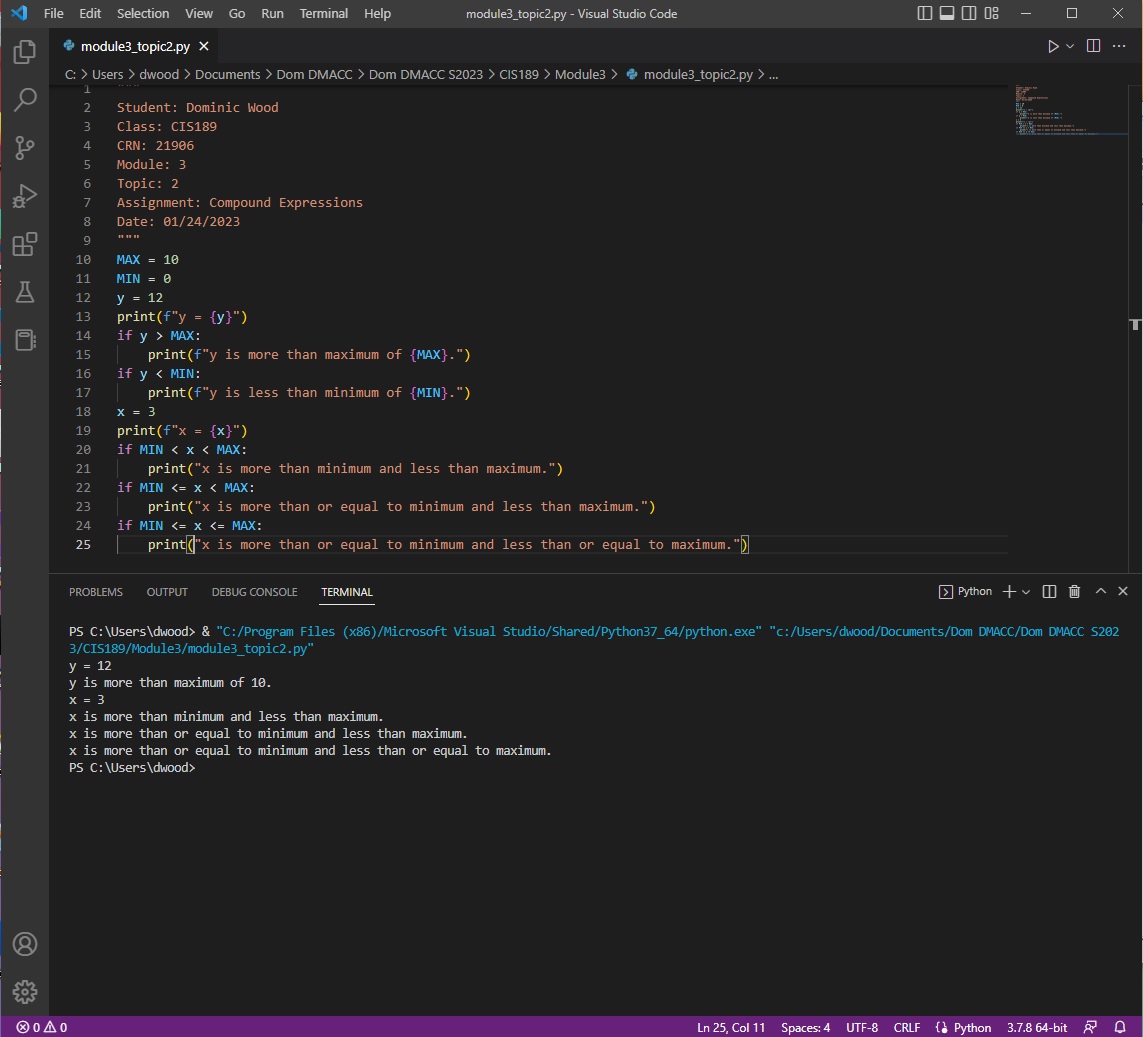 File Edit Selection View Go Run Terminal Help module3_topic2.py - Visual Studio Code
module3_topic2.py
C: > Users > dwood > Documents > Dom DMACC > Dom DMACC S2023 > CIS189 > Module3 > module3_topic2.py > ...
1 """
2 Student: Dominic Wood
3 Class: CIS189
4 CRN: 21906
5 Module: 3
6 Topic: 2
7 Assignment: Compound Expressions
8 Date: 01/24/2023
9 """
10 MAX = 10
11 MIN = 0
12 y = 12
13 print(f"y = {y}")
14 if y > MAX:
15     print(f"y is more than maximum of {MAX}.")
16 if y < MIN:
17     print(f"y is less than minimum of {MIN}.")
18 x = 3
19 print(f"x = {x}")
20 if MIN < x < MAX:
21     print("x is more than minimum and less than maximum.")
22 if MIN <= x < MAX:
23     print("x is more than or equal to minimum and less than maximum.")
24 if MIN <= x <= MAX:
25     print("x is more than or equal to minimum and less than or equal to maximum.")
PROBLEMS OUTPUT DEBUG CONSOLE TERMINAL Python
PS C:\Users\dwood> & "C:/Program Files (x86)/Microsoft Visual Studio/Shared/Python37_64/python.exe" "c:/Users/dwood/Documents/Dom DMACC/Dom DMACC S202
3/CIS189/Module3/module3_topic2.py"
y = 12
y is more than maximum of 10.
x = 3
x is more than minimum and less than maximum.
x is more than or equal to minimum and less than maximum.
x is more than or equal to minimum and less than or equal to maximum.
PS C:\Users\dwood>
0 0 Ln 25, Col 11 Spaces: 4 UTF-8 CRLF Python 3.7.8 64-bit